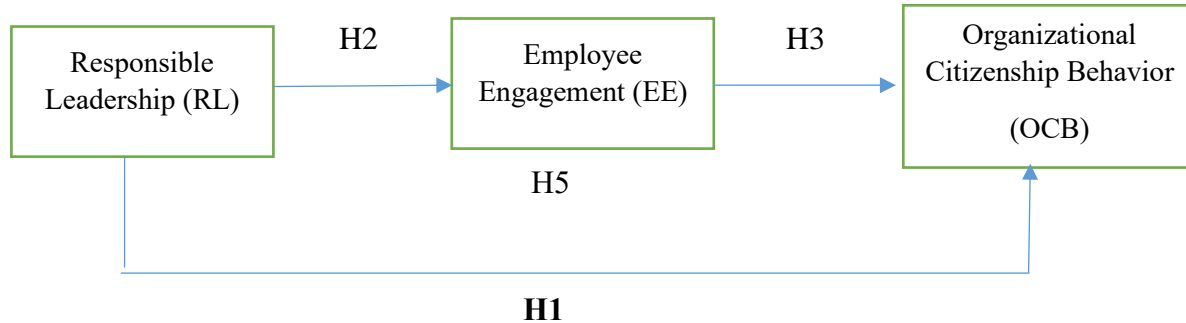 H2
H3
Responsible
Leadership (RL)
Employee
Engagement (EE)
Organizational
Citizenship Behavior
(OCB)
H5
H1